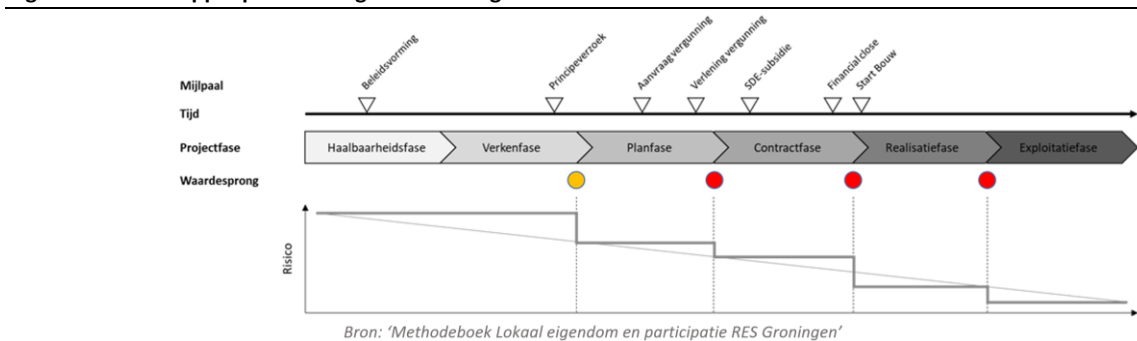 Mijlpaal
Beleidsvorming
Principeverzoek
Aanvraag vergunning
Verlening vergunning
SDE-subsidie
Financial close
Start Bouw
Tijd
Projectfase
Haalbaarheidsfase
Verkenfase
Planfase
Contractfase
Realisatiefase
Exploitatiefase
Waardesprong
Risico
Bron: ‘Methodeboek Lokaal eigendom en participatie RES Groningen’